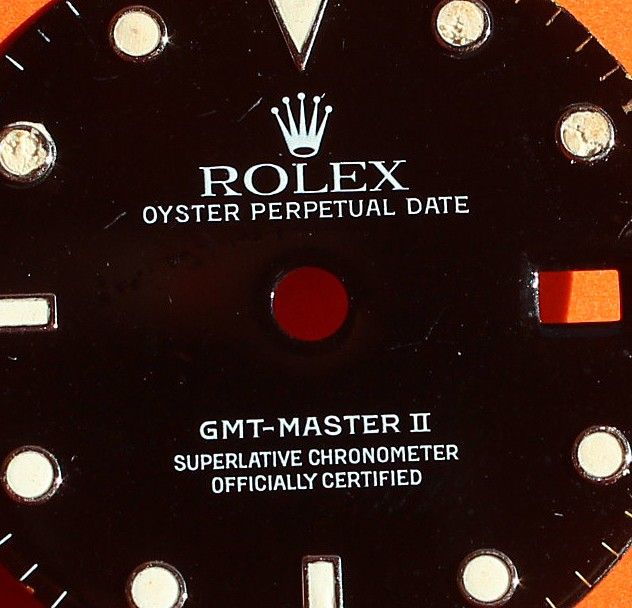 ROLEX
OYSTER PERPETUAL DATE
GMT-MASTER II
SUPERLATIVE CHRONOMETER
OFFICIALLY CERTIFIED